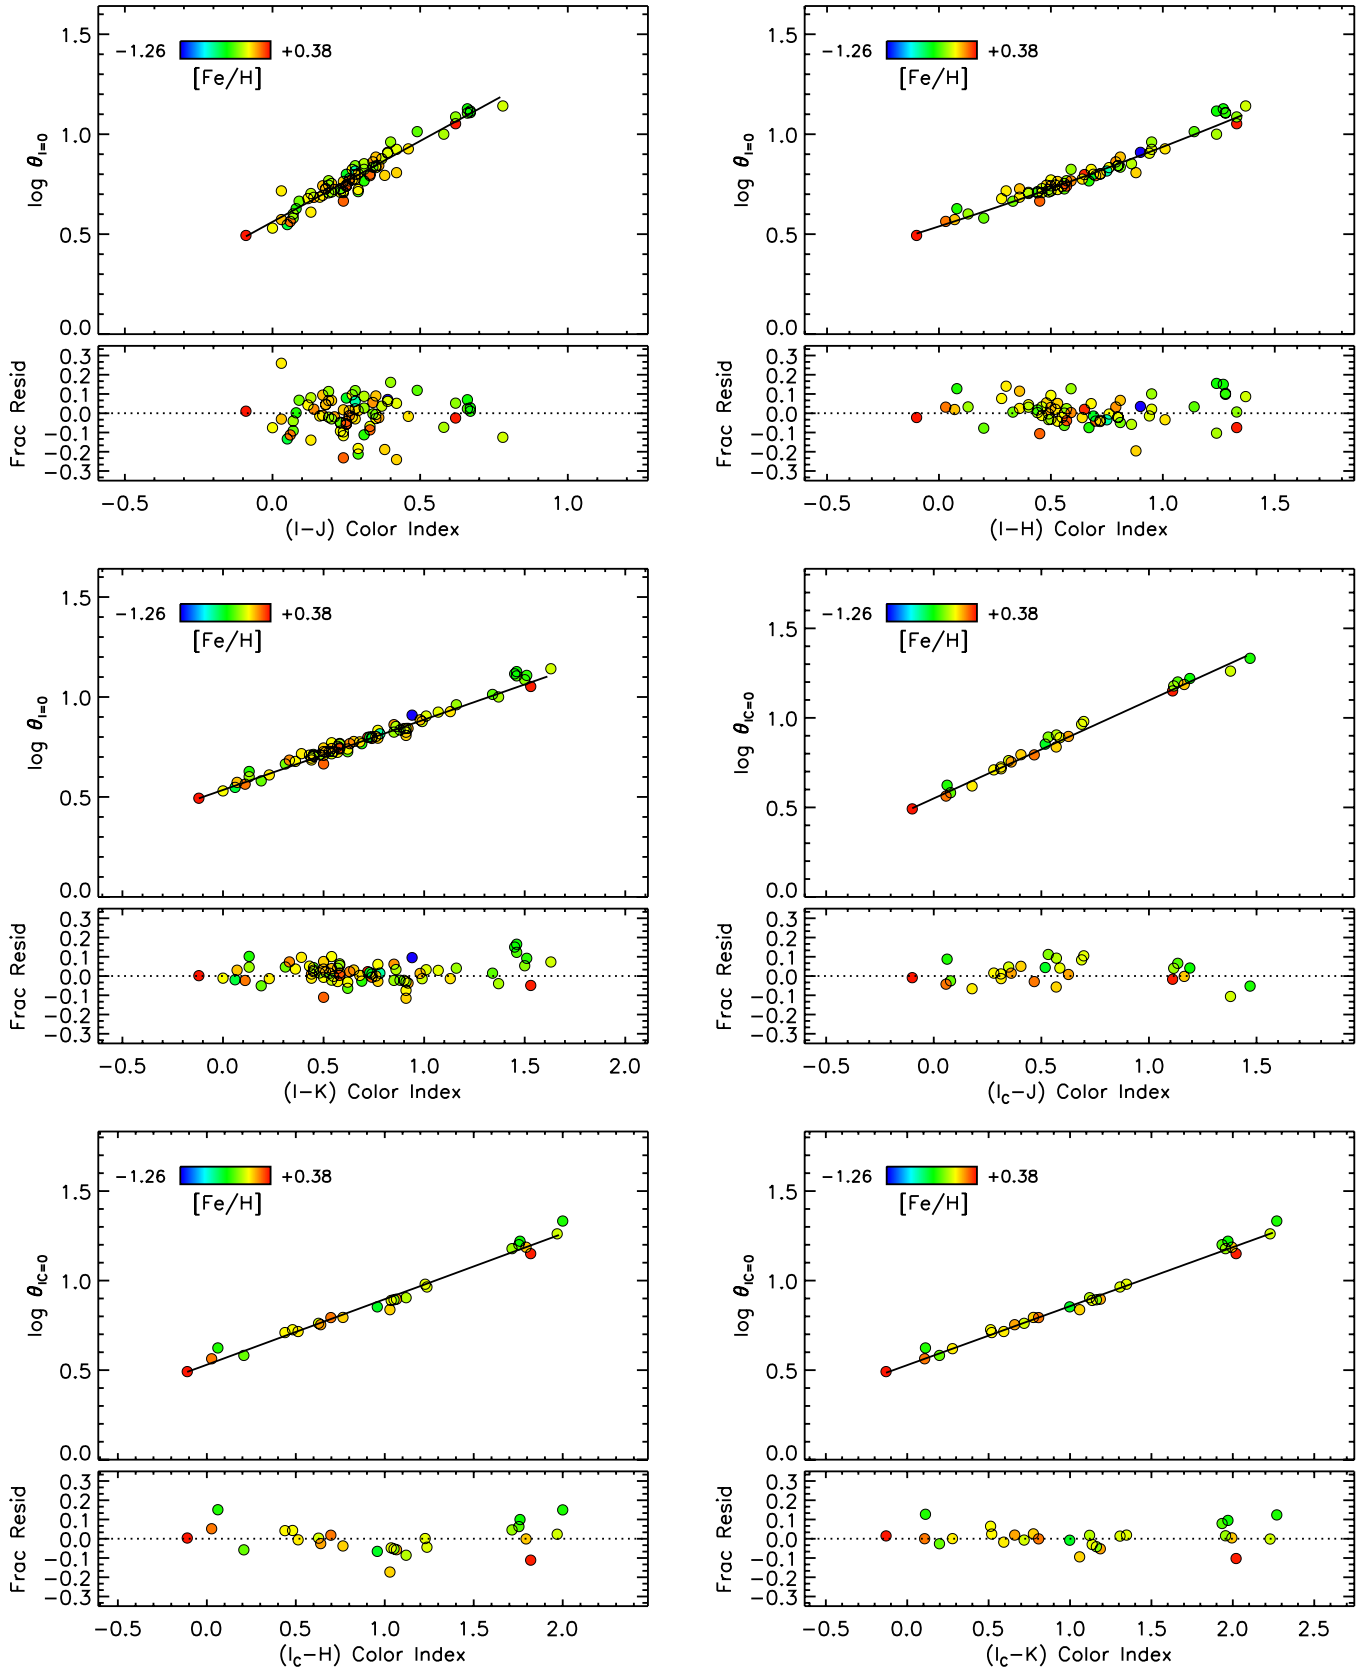 1.5
1.0
0.5
0.0
log θI=0
−1.26 +0.38
[Fe/H]
0.3
0.2
0.1
0.0
−0.1
−0.2
−0.3
Frac Resid
−0.5 0.0 0.5 1.0
(I−J) Color Index
1.5
1.0
0.5
0.0
log θI=0
−1.26 +0.38
[Fe/H]
0.3
0.2
0.1
0.0
−0.1
−0.2
−0.3
Frac Resid
−0.5 0.0 0.5 1.0 1.5
(I−H) Color Index
1.5
1.0
0.5
0.0
log θI=0
−1.26 +0.38
[Fe/H]
0.3
0.2
0.1
0.0
−0.1
−0.2
−0.3
Frac Resid
−0.5 0.0 0.5 1.0 1.5 2.0
(I−K) Color Index
1.5
1.0
0.5
0.0
log θIC=0
−1.26 +0.38
[Fe/H]
0.3
0.2
0.1
0.0
−0.1
−0.2
−0.3
Frac Resid
−0.5 0.0 0.5 1.0 1.5
(IC−J) Color Index
1.5
1.0
0.5
0.0
log θIC=0
−1.26 +0.38
[Fe/H]
0.3
0.2
0.1
0.0
−0.1
−0.2
−0.3
Frac Resid
−0.5 0.0 0.5 1.0 1.5 2.0
(IC−H) Color Index
1.5
1.0
0.5
0.0
log θIC=0
−1.26 +0.38
[Fe/H]
0.3
0.2
0.1
0.0
−0.1
−0.2
−0.3
Frac Resid
−0.5 0.0 0.5 1.0 1.5 2.0 2.5
(IC−K) Color Index